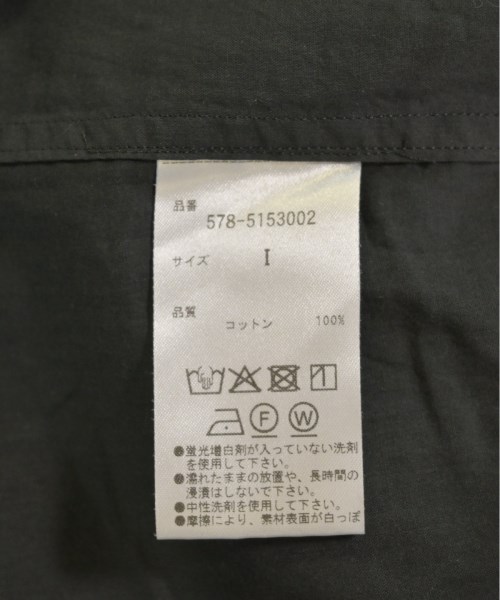 品番
578-5153002
サイズ I
品質
コットン 100%
F W
●蛍光増白剤が入っていない洗剤
を使用して下さい。
●濡れたままの放置や、長時間の
浸漬はしないで下さい。
●中性洗剤を使用して下さい。
●摩擦により、素材表面が白っぽ